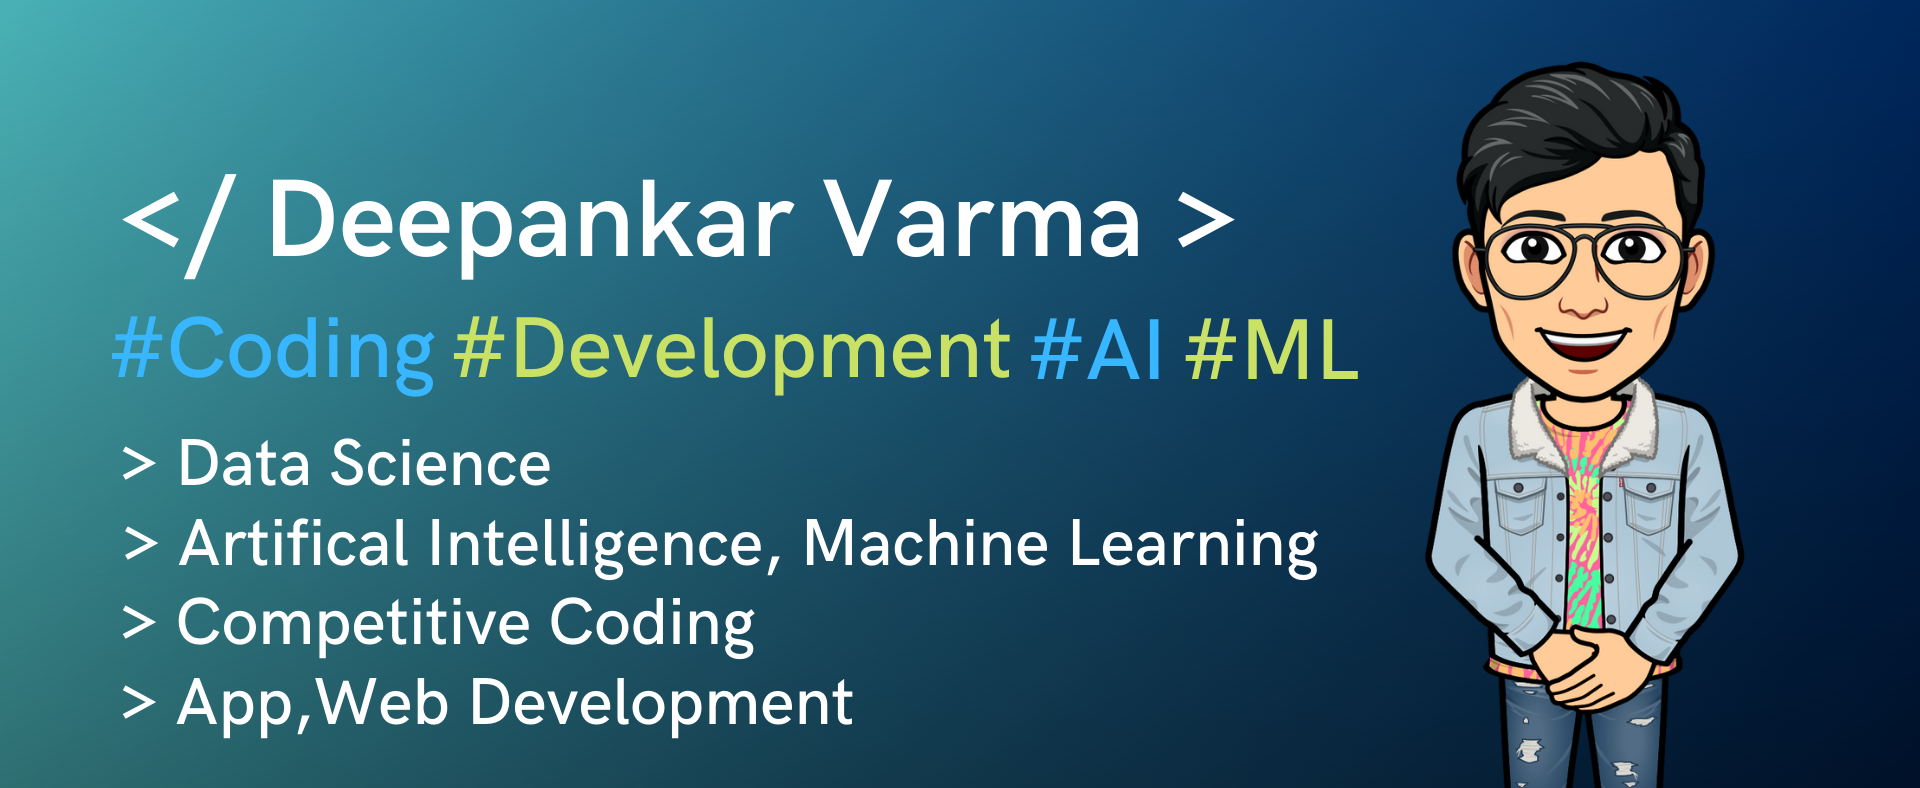 </ Deepankar Varma >
#Coding #Development #AI #ML
> Data Science
> Artifical Intelligence, Machine Learning
> Competitive Coding
> App,Web Development